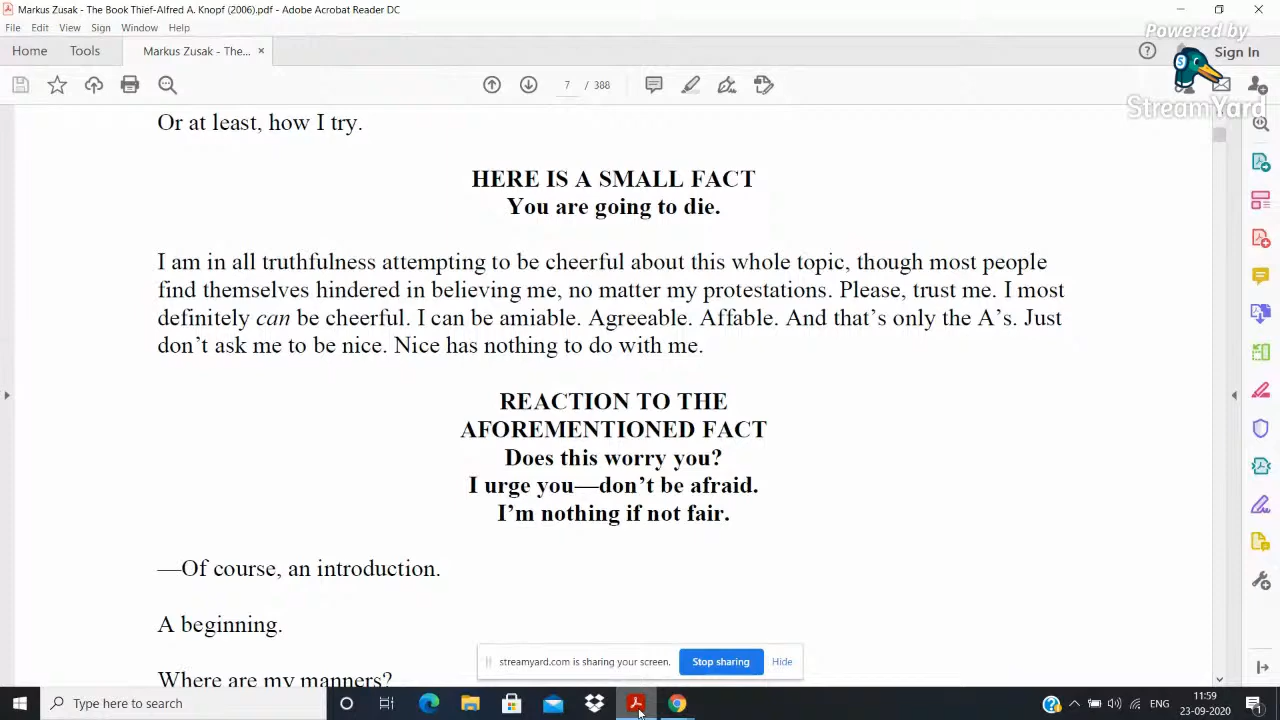 Markus Zusak - The Book Thief-Alfred A. Knopf (2006).pdf - Adobe Acrobat Reader DC
File Edit View Sign Window Help
Home Tools Markus Zusak - The... × Sign In
Powered by
StreamYard
7 / 388
Or at least, how I try.
HERE IS A SMALL FACT
You are going to die.
I am in all truthfulness attempting to be cheerful about this whole topic, though most people
find themselves hindered in believing me, no matter my protestations. Please, trust me. I most
definitely can be cheerful. I can be amiable. Agreeable. Affable. And that’s only the A’s. Just
don’t ask me to be nice. Nice has nothing to do with me.
REACTION TO THE
AFOREMENTIONED FACT
Does this worry you?
I urge you—don’t be afraid.
I’m nothing if not fair.
—Of course, an introduction.
A beginning.
Where are my manners?
streamyard.com is sharing your screen. Stop sharing Hide
Type here to search
ENG
11:59
23-09-2020
1